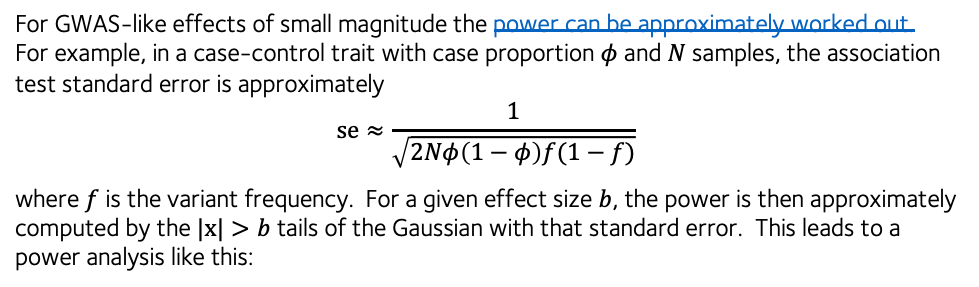 For GWAS-like effects of small magnitude the power can be approximately worked out.
For example, in a case-control trait with case proportion ϕ and N samples, the association
test standard error is approximately
se ≈ 1 / √(2Nϕ(1 − ϕ)f(1 − f))
where f is the variant frequency. For a given effect size b, the power is then approximately
computed by the |x| > b tails of the Gaussian with that standard error. This leads to a
power analysis like this: